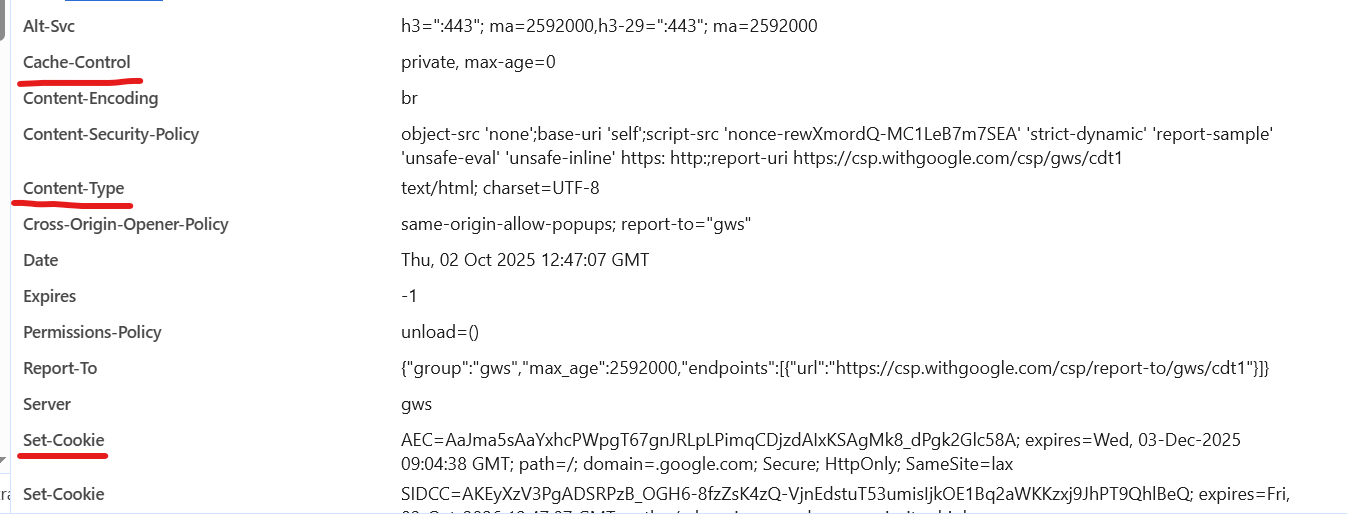 Alt-Svc h3=":443"; ma=2592000,h3-29=":443"; ma=2592000
Cache-Control private, max-age=0
Content-Encoding br
Content-Security-Policy object-src 'none';base-uri 'self';script-src 'nonce-rewXmordQ-MC1LeB7m7SEA' 'strict-dynamic' 'report-sample'
'unsafe-eval' 'unsafe-inline' https: http:;report-uri https://csp.withgoogle.com/csp/gws/cdt1
Content-Type text/html; charset=UTF-8
Cross-Origin-Opener-Policy same-origin-allow-popups; report-to="gws"
Date Thu, 02 Oct 2025 12:47:07 GMT
Expires -1
Permissions-Policy unload=()
Report-To {"group":"gws","max_age":2592000,"endpoints":[{"url":"https://csp.withgoogle.com/csp/report-to/gws/cdt1"}]}
Server gws
Set-Cookie AEC=AaJma5sAaYxhcPWpgT67gnJRLpLPimqCDjzdAIxKSAgMk8_dPgk2Glc58A; expires=Wed, 03-Dec-2025
09:04:38 GMT; path=/; domain=.google.com; Secure; HttpOnly; SameSite=lax
Set-Cookie SIDCC=AKEyXzV3PgADSRPzB_OGH6-8fzZsK4zQ-VjnEdstuT53umisIjkOE1Bq2aWKKzxj9JhPT9QhlBeQ; expires=Fri,